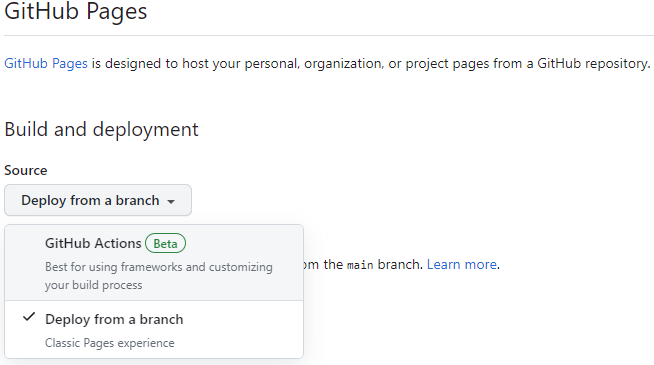 GitHub Pages
GitHub Pages is designed to host your personal, organization, or project pages from a GitHub repository.
Build and deployment
Source
Deploy from a branch
GitHub Actions Beta
Best for using frameworks and customizing
your build process
om the main branch. Learn more.
Deploy from a branch
Classic Pages experience